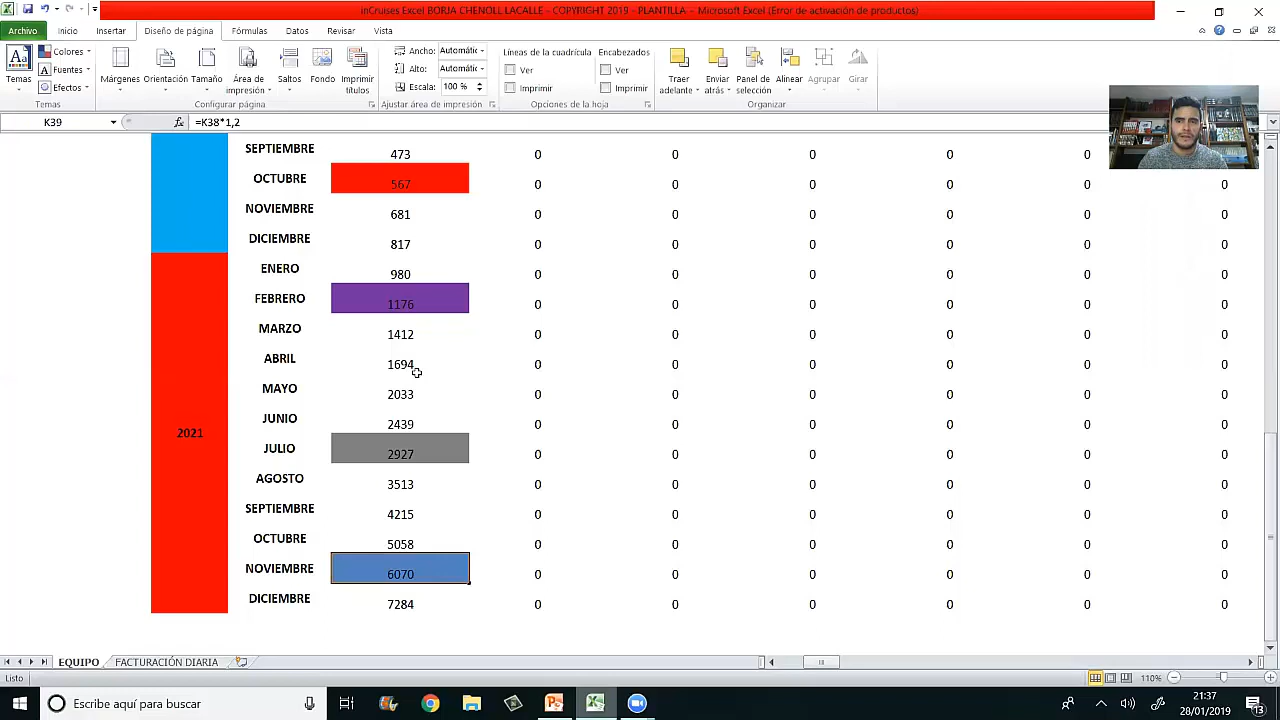 inCruises Excel BORJA CHENOLL LACALLE - COPYRIGHT 2019 - PLANTILLA - Microsoft Excel (Error de activación de productos)
Archivo Inicio Insertar Diseño de página Fórmulas Datos Revisar Vista
Temas Colores Fuentes Efectos
Márgenes Orientación Tamaño Área de impresión Saltos Fondo Imprimir títulos
Ancho: Automátic
Alto: Automátic
Escala: 100 %
Líneas de la cuadrícula Encabezados
Ver Ver
Imprimir Imprimir
Traer adelante Enviar atrás Panel de selección Alinear Agrupar Girar
Temas Configurar página Ajustar área de impresión Opciones de la hoja Organizar
K39 fx =K38*1,2
SEPTIEMBRE 473 0 0 0 0 0 0
OCTUBRE 567 0 0 0 0 0 0
NOVIEMBRE 681 0 0 0 0 0 0
DICIEMBRE 817 0 0 0 0 0 0
ENERO 980 0 0 0 0 0 0
FEBRERO 1176 0 0 0 0 0 0
MARZO 1412 0 0 0 0 0 0
ABRIL 1694 0 0 0 0 0 0
MAYO 2033 0 0 0 0 0 0
JUNIO 2439 0 0 0 0 0 0
2021
JULIO 2927 0 0 0 0 0 0
AGOSTO 3513 0 0 0 0 0 0
SEPTIEMBRE 4215 0 0 0 0 0 0
OCTUBRE 5058 0 0 0 0 0 0
NOVIEMBRE 6070 0 0 0 0 0 0
DICIEMBRE 7284 0 0 0 0 0 0
EQUIPO FACTURACIÓN DIARIA
Listo 110%
Escribe aquí para buscar
21:37
28/01/2019